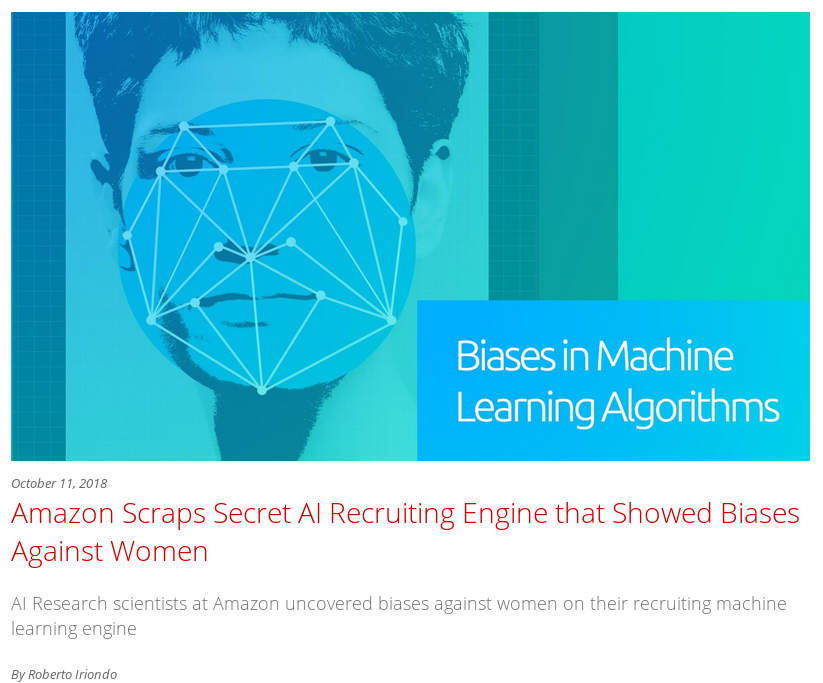 Biases in Machine
Learning Algorithms
October 11, 2018
Amazon Scraps Secret AI Recruiting Engine that Showed Biases
Against Women
AI Research scientists at Amazon uncovered biases against women on their recruiting machine
learning engine
By Roberto Iriondo